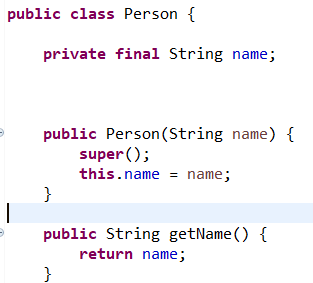 public class Person {
private final String name;
public Person(String name) {
super();
this.name = name;
}
public String getName() {
return name;
}